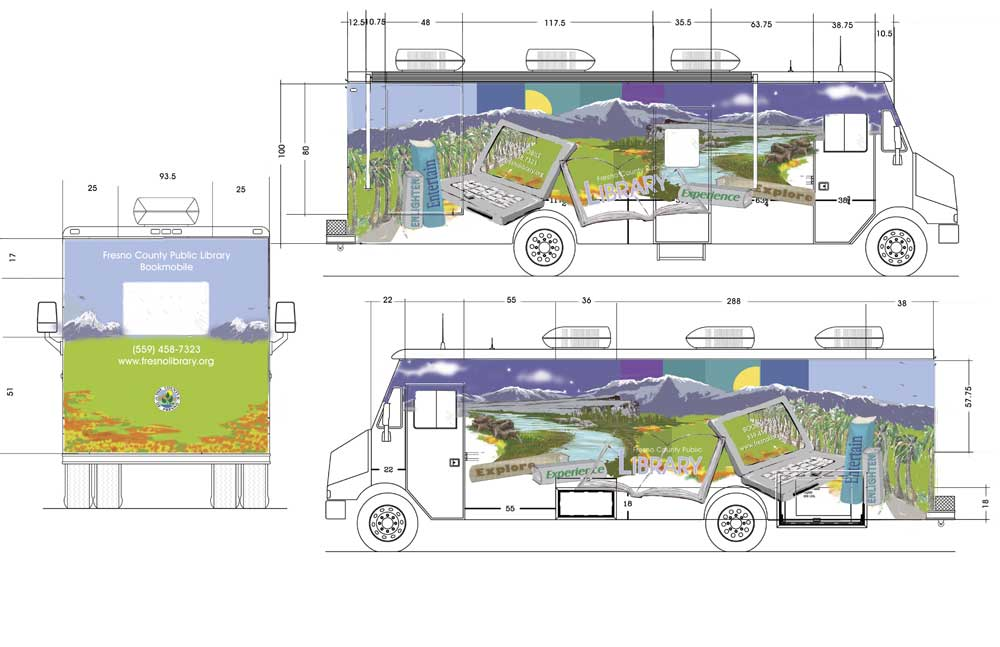 12.5
10.75
48
117.5
35.5
63.75
38.75
10.5
100
80
Fresno County Public
LIBRARY
ENLIGHTEN
Entertain
Experience
Explore
25
93.5
25
17
51
Fresno County Public Library
Bookmobile
(559) 458-7323
www.fresnolibrary.org
22
55
36
288
38
57.75
Fresno County Public
LIBRARY
Explore
Experience
Entertain
ENLIGHTEN
22
55
18
18